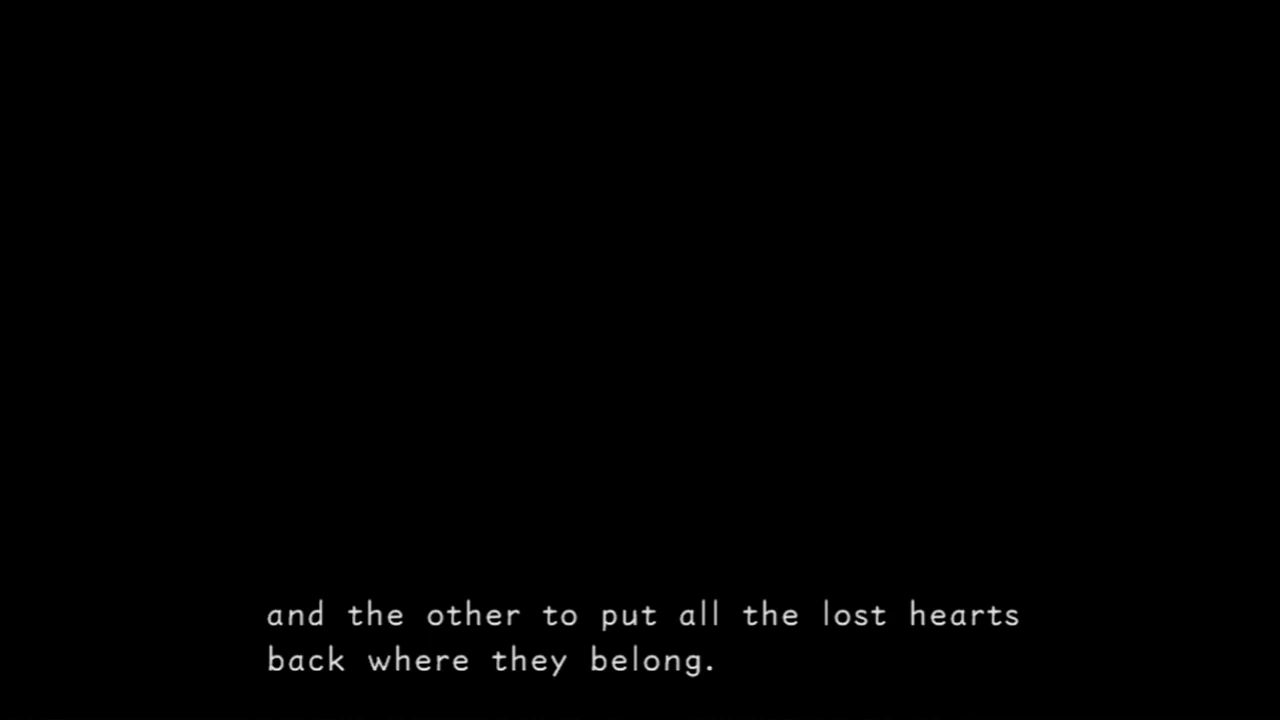 and the other to put all the lost hearts
back where they belong.